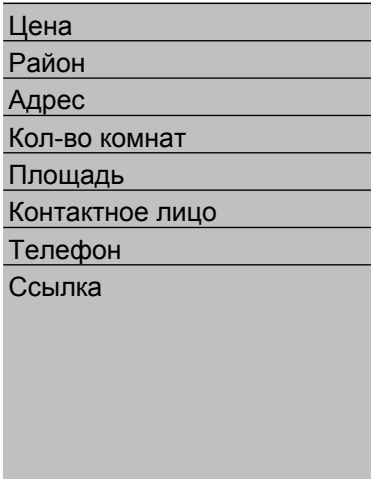 Цена
Район
Адрес
Кол-во комнат
Площадь
Контактное лицо
Телефон
Ссылка